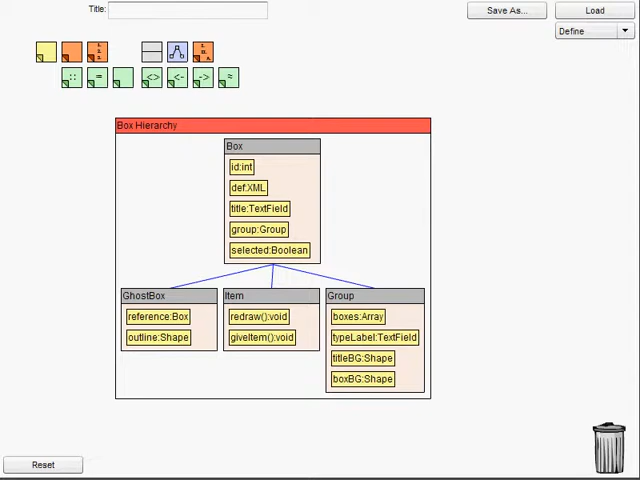 Title:
Save As...
Load
Define
:: = <> <- -> ≈
Box Hierarchy
Box
id:int
def:XML
title:TextField
group:Group
selected:Boolean
GhostBox
reference:Box
outline:Shape
Item
redraw():void
giveItem():void
Group
boxes:Array
typeLabel:TextField
titleBG:Shape
boxBG:Shape
Reset